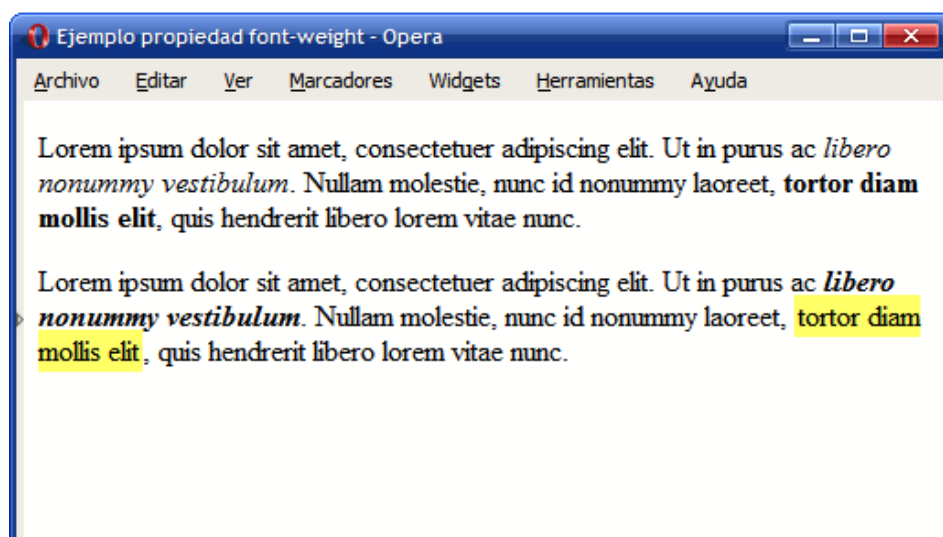 Ejemplo propiedad font-weight - Opera
Archivo Editar Ver Marcadores Widgets Herramientas Ayuda
Lorem ipsum dolor sit amet, consectetuer adipiscing elit. Ut in purus ac libero
nonummy vestibulum. Nullam molestie, nunc id nonummy laoreet, tortor diam
mollis elit, quis hendrerit libero lorem vitae nunc.
Lorem ipsum dolor sit amet, consectetuer adipiscing elit. Ut in purus ac libero
nonummy vestibulum. Nullam molestie, nunc id nonummy laoreet, tortor diam
mollis elit, quis hendrerit libero lorem vitae nunc.